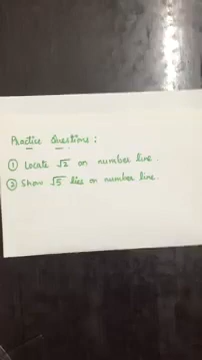 Practice Questions :
① Locate √2 on number line.
② Show √5 lies on number line.